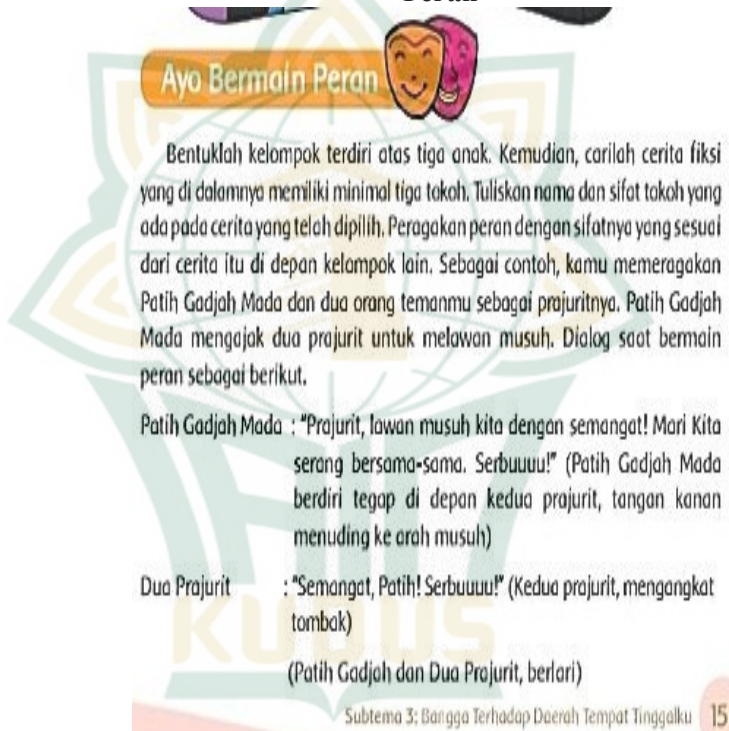 Ayo Bermain Peran
Bentuklah kelompok terdiri atas tiga anak. Kemudian, carilah cerita fiksi
yang di dalamnya memiliki minimal tiga tokoh. Tuliskan nama dan sifat tokoh yang
ada pada cerita yang telah dipilih. Peragakan peran dengan sifatnya yang sesuai
dari cerita itu di depan kelompok lain. Sebagai contoh, kamu memeragakan
Patih Gadjah Mada dan dua orang temanmu sebagai prajuritnya. Patih Gadjah
Mada mengajak dua prajurit untuk melawan musuh. Dialog saat bermain
peran sebagai berikut.
Patih Gadjah Mada : "Prajurit, lawan musuh kita dengan semangat! Mari Kita
serang bersama-sama. Serbuuuu!" (Patih Gadjah Mada
berdiri tegap di depan kedua prajurit, tangan kanan
menuding ke arah musuh)
Dua Prajurit : "Semangat, Patih! Serbuuuu!" (Kedua prajurit, mengangkat
tombak)
(Patih Gadjah dan Dua Prajurit, berlari)
KUDUS
Subtema 3: Bangga Terhadap Daerah Tempat Tinggalku 15